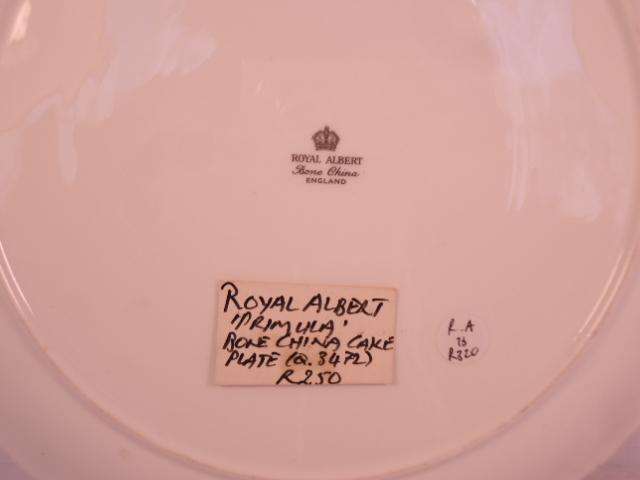 ROYAL ALBERT
Bone China
ENGLAND
ROYAL ALBERT
'PRIMULA'
BONE CHINA CAKE
PLATE (Q.3472)
R250
R.A
R320